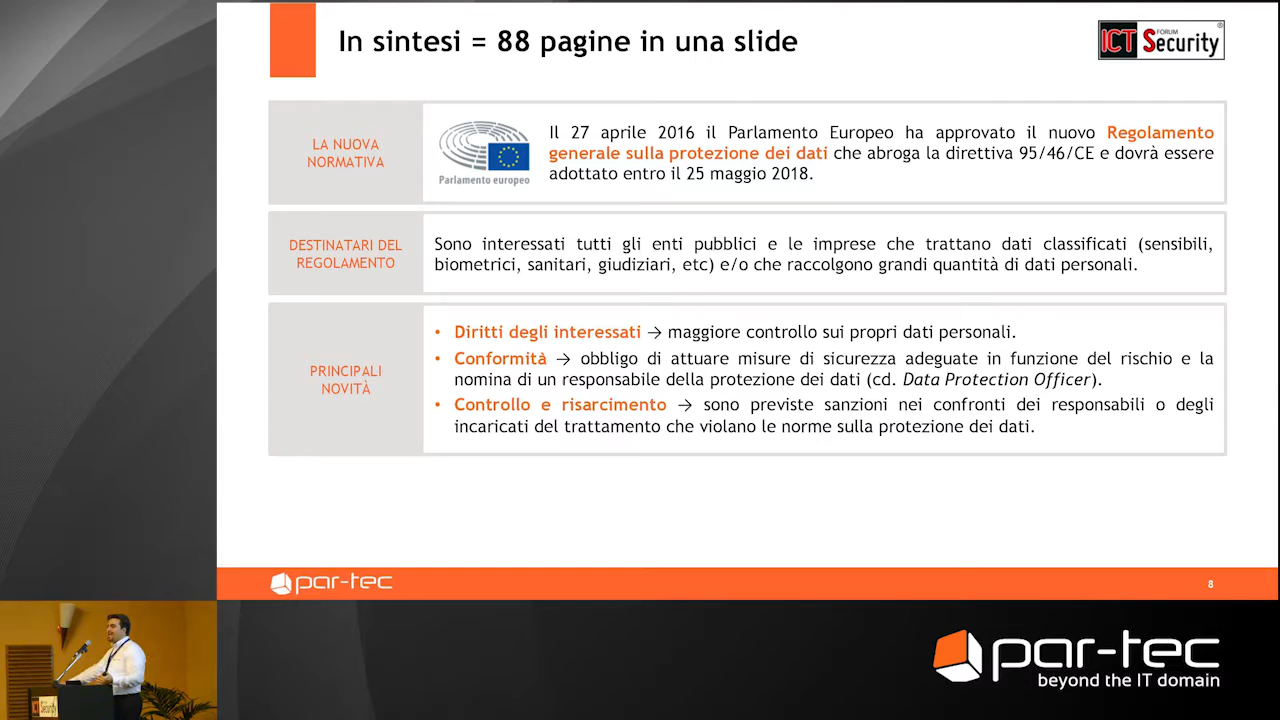 In sintesi = 88 pagine in una slide
ICT FORUM Security
LA NUOVA
NORMATIVA
Parlamento europeo
Il 27 aprile 2016 il Parlamento Europeo ha approvato il nuovo Regolamento
generale sulla protezione dei dati che abroga la direttiva 95/46/CE e dovrà essere
adottato entro il 25 maggio 2018.
DESTINATARI DEL
REGOLAMENTO
Sono interessati tutti gli enti pubblici e le imprese che trattano dati classificati (sensibili,
biometrici, sanitari, giudiziari, etc) e/o che raccolgono grandi quantità di dati personali.
PRINCIPALI
NOVITÀ
• Diritti degli interessati → maggiore controllo sui propri dati personali.
• Conformità → obbligo di attuare misure di sicurezza adeguate in funzione del rischio e la
nomina di un responsabile della protezione dei dati (cd. Data Protection Officer).
• Controllo e risarcimento → sono previste sanzioni nei confronti dei responsabili o degli
incaricati del trattamento che violano le norme sulla protezione dei dati.
par-tec
8
ICT Security
par-tec
beyond the IT domain